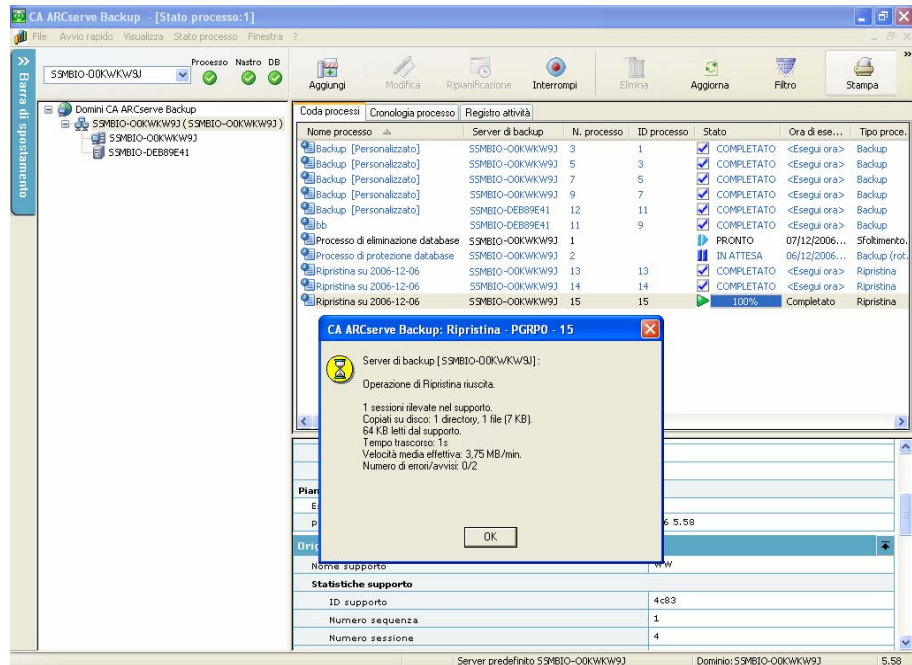 CA ARCserve Backup - [Stato processo:1]
File Avvio rapido Visualizza Stato processo Finestra ?
Barra di spostamento
SSMBIO-O0KWKW9J
Processo Nastro DB
Aggiungi Modifica Ripianificazione Interrompi Elimina Aggiorna Filtro Stampa
Domini CA ARCserve Backup
SSMBIO-O0KWKW9J (SSMBIO-O0KWKW9J)
SSMBIO-O0KWKW9J
SSMBIO-DEB89E41
Coda processi Cronologia processo Registro attività
Nome processo Server di backup N. processo ID processo Stato Ora di ese... Tipo proce.
Backup [Personalizzato] SSMBIO-O0KWKW9J 3 1 COMPLETATO <Esegui ora> Backup
Backup [Personalizzato] SSMBIO-O0KWKW9J 5 3 COMPLETATO <Esegui ora> Backup
Backup [Personalizzato] SSMBIO-O0KWKW9J 7 5 COMPLETATO <Esegui ora> Backup
Backup [Personalizzato] SSMBIO-O0KWKW9J 9 7 COMPLETATO <Esegui ora> Backup
Backup [Personalizzato] SSMBIO-DEB89E41 12 11 COMPLETATO <Esegui ora> Backup
bb SSMBIO-DEB89E41 11 9 COMPLETATO <Esegui ora> Backup
Processo di eliminazione database SSMBIO-O0KWKW9J 1 PRONTO 07/12/2006... Sfoltimento.
Processo di protezione database SSMBIO-O0KWKW9J 2 IN ATTESA 06/12/2006... Backup (rot.
Ripristina su 2006-12-06 SSMBIO-O0KWKW9J 13 13 COMPLETATO <Esegui ora> Ripristina
Ripristina su 2006-12-06 SSMBIO-O0KWKW9J 14 14 COMPLETATO <Esegui ora> Ripristina
Ripristina su 2006-12-06 SSMBIO-O0KWKW9J 15 15 100% Completato Ripristina
CA ARCserve Backup: Ripristina - PGRP0 - 15
Server di backup [SSMBIO-O0KWKW9J] :
Operazione di Ripristina riuscita.
1 sessioni rilevate nel supporto.
Copiati su disco: 1 directory, 1 file (7 KB).
64 KB letti dal supporto.
Tempo trascorso: 1s
Velocità media effettiva: 3,75 MB/min.
Numero di errori/avvisi: 0/2
OK
6 5.58
Nome supporto WW
Statistiche supporto
ID supporto 4c83
Numero sequenza 1
Numero sessione 4
Server predefinito SSMBIO-O0KWKW9J Dominio:SSMBIO-O0KWKW9J 5.58